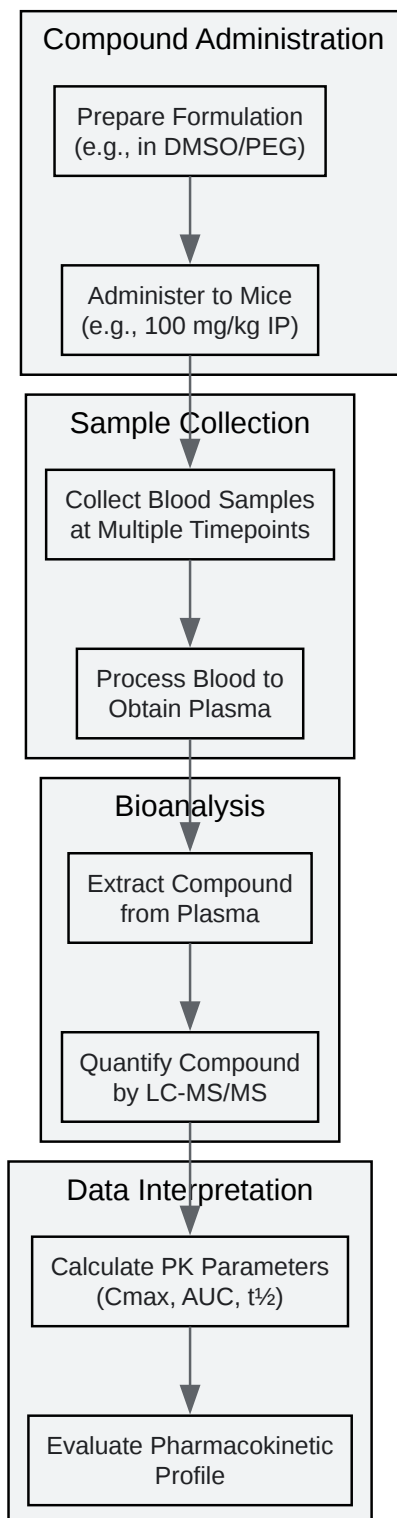 Compound Administration
Prepare Formulation
(e.g., in DMSO/PEG)
Administer to Mice
(e.g., 100 mg/kg IP)
Sample Collection
Collect Blood Samples
at Multiple Timepoints
Process Blood to
Obtain Plasma
Bioanalysis
Extract Compound
from Plasma
Quantify Compound
by LC-MS/MS
Data Interpretation
Calculate PK Parameters
(Cmax, AUC, t½)
Evaluate Pharmacokinetic
Profile